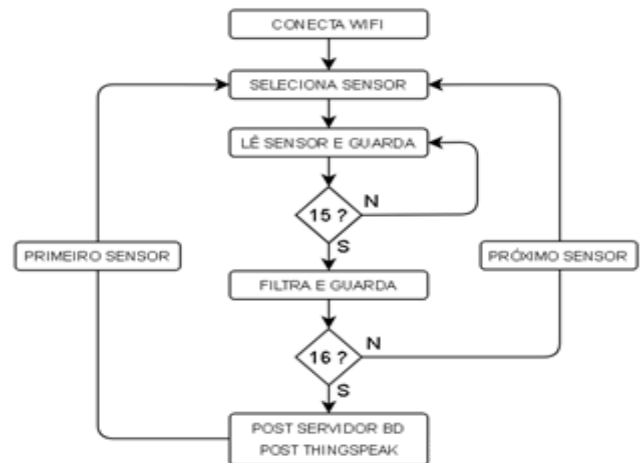 CONECTA WIFI
SELECIONA SENSOR
LÊ SENSOR E GUARDA
15 ?
N
S
PRIMEIRO SENSOR
PRÓXIMO SENSOR
FILTRA E GUARDA
16 ?
N
S
POST SERVIDOR BD
POST THINGSPEAK